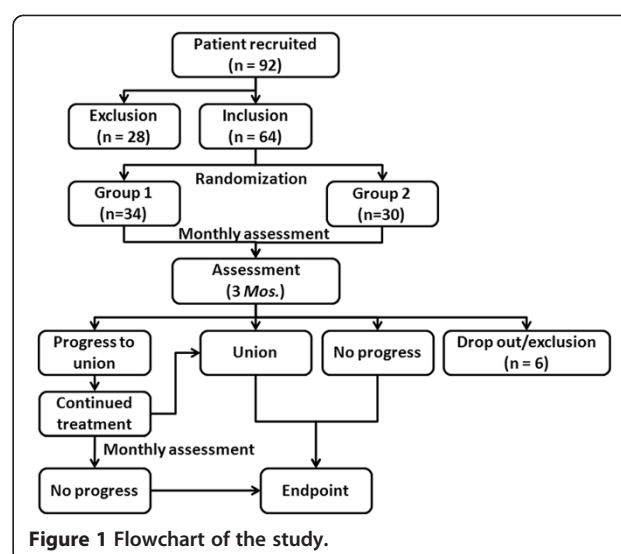 Patient recruited
(n = 92)
Exclusion
(n = 28)
Inclusion
(n = 64)
Randomization
Group 1
(n=34)
Group 2
(n=30)
Monthly assessment
Assessment
(3 Mos.)
Progress to
union
Union
No progress
Drop out/exclusion
(n = 6)
Continued
treatment
Monthly assessment
No progress
Endpoint
Figure 1 Flowchart of the study.